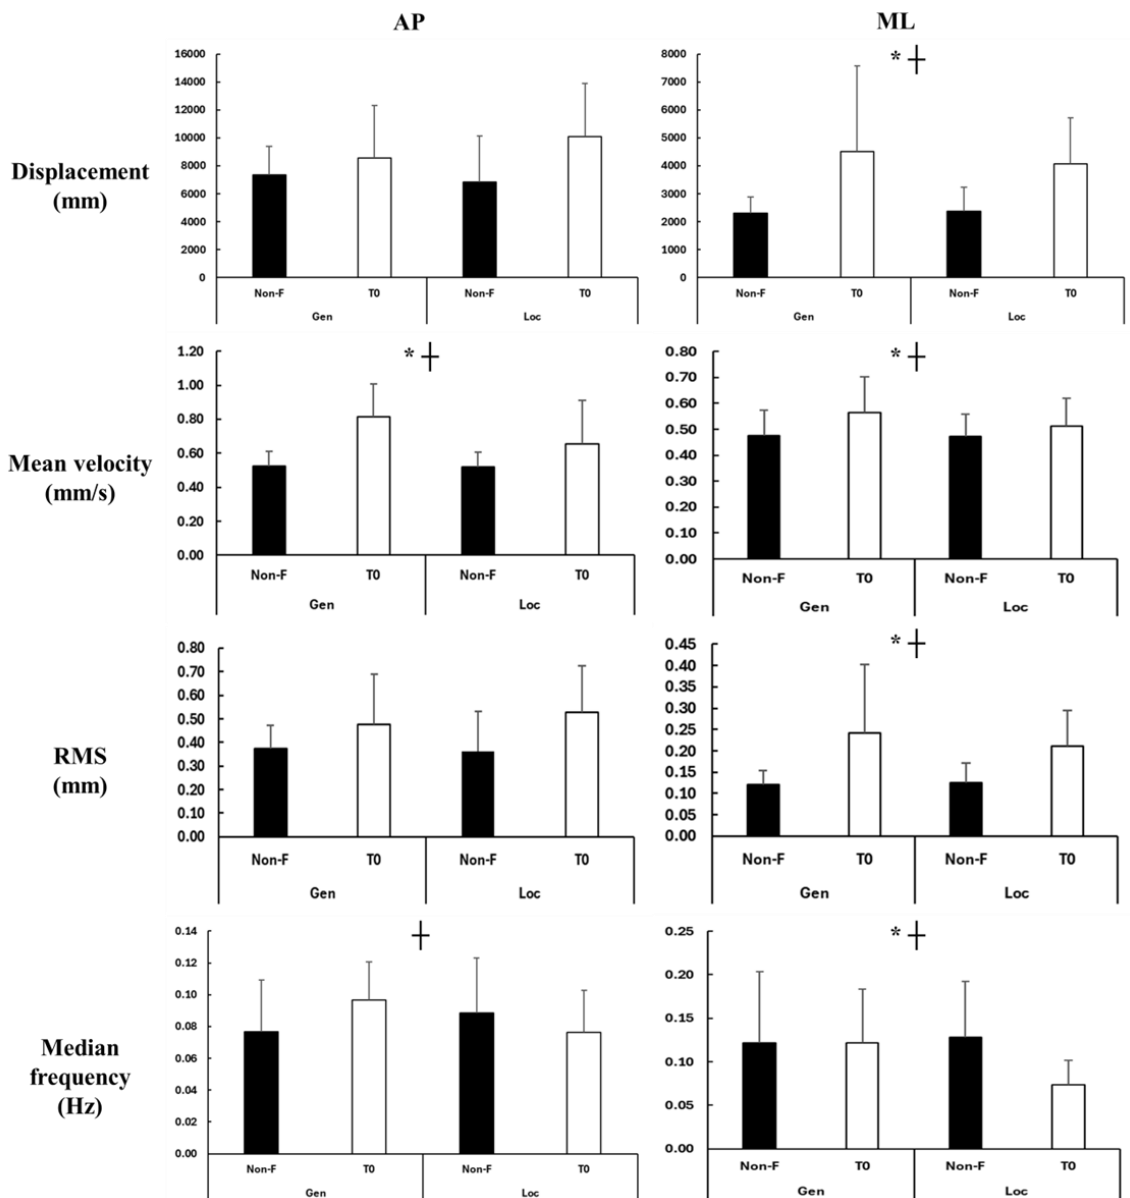 AP
ML
Displacement
(mm)
16000
14000
12000
10000
8000
6000
4000
2000
0
Non-F T0 Non-F T0
Gen Loc
* ┼
8000
7000
6000
5000
4000
3000
2000
1000
0
Non-F T0 Non-F T0
Gen Loc
Mean velocity
(mm/s)
* ┼
1.20
1.00
0.80
0.60
0.40
0.20
0.00
Non-F T0 Non-F T0
Gen Loc
* ┼
0.80
0.70
0.60
0.50
0.40
0.30
0.20
0.10
0.00
Non-F T0 Non-F T0
Gen Loc
RMS
(mm)
0.80
0.70
0.60
0.50
0.40
0.30
0.20
0.10
0.00
Non-F T0 Non-F T0
Gen Loc
* ┼
0.45
0.40
0.35
0.30
0.25
0.20
0.15
0.10
0.05
0.00
Non-F T0 Non-F T0
Gen Loc
Median
frequency
(Hz)
┼
0.14
0.12
0.10
0.08
0.06
0.04
0.02
0.00
Non-F T0 Non-F T0
Gen Loc
* ┼
0.25
0.20
0.15
0.10
0.05
0.00
Non-F T0 Non-F T0
Gen Loc